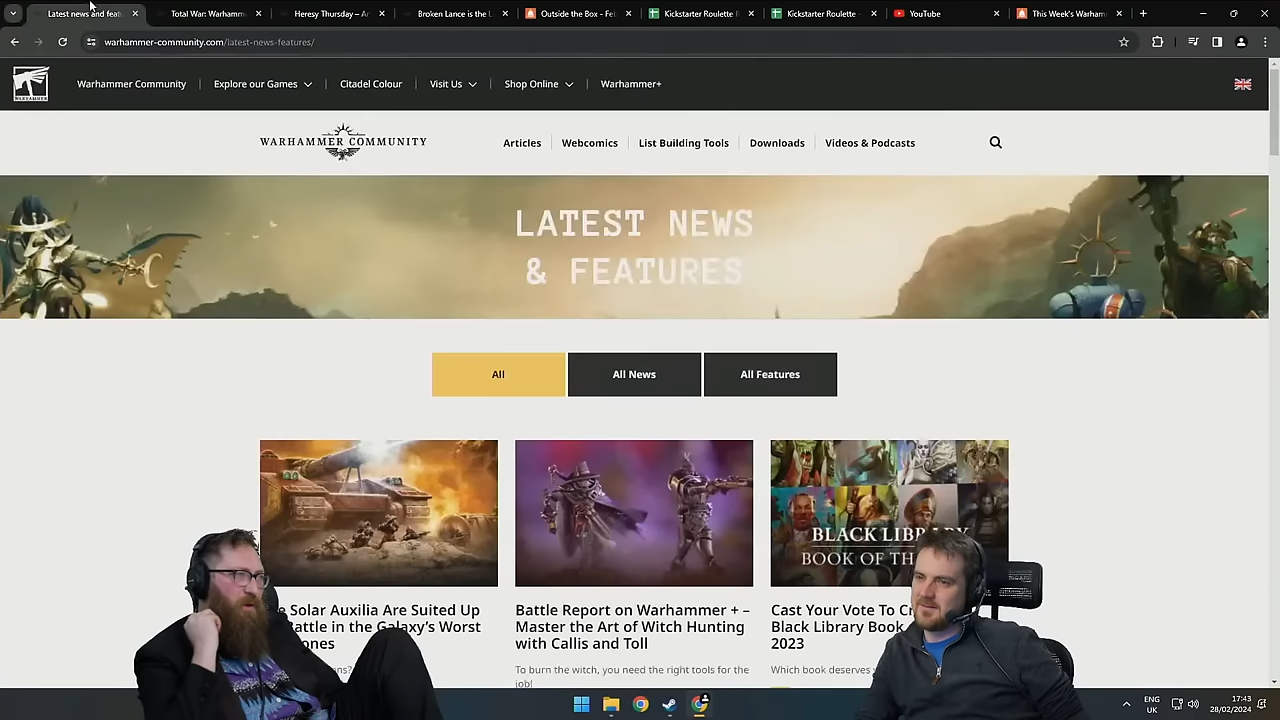 Latest news and feat
Total War: Warhamm
Heresy Thursday – A
Broken Lance is the
Outside the Box - Fe
Kickstarter Roulette
Kickstarter Roulette -
YouTube
This Week's Warham
warhammer-community.com/latest-news-features/
WARHAMMER
Warhammer Community
Explore our Games
Citadel Colour
Visit Us
Shop Online
Warhammer+
WARHAMMER COMMUNITY
Articles
Webcomics
List Building Tools
Downloads
Videos & Podcasts
LATEST NEWS
& FEATURES
All
All News
All Features
BLACK LIBRARY
BOOK OF TH
Solar Auxilia Are Suited Up
attle in the Galaxy's Worst
ones
Battle Report on Warhammer + –
Master the Art of Witch Hunting
with Callis and Toll
To burn the witch, you need the right tools for the
job!
Cast Your Vote To Cr
Black Library Book
2023
Which book deserves
ENG
UK
17:43
28/02/2024